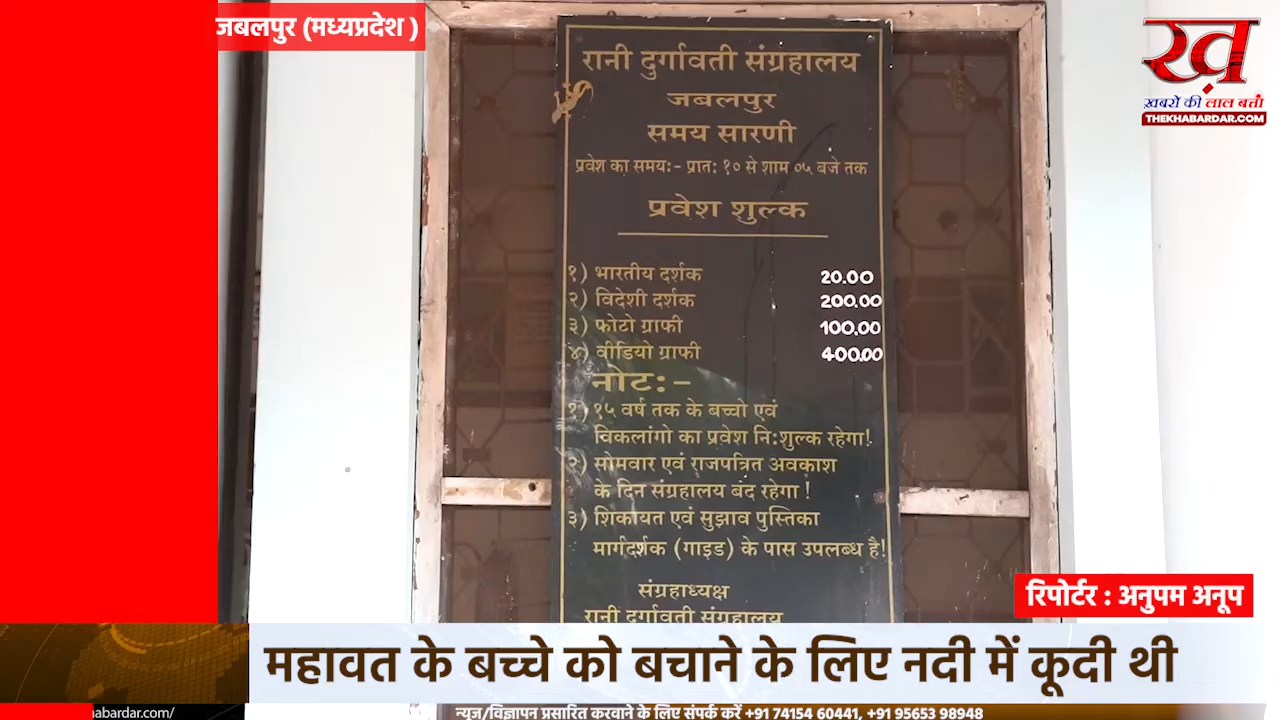 जबलपुर (मध्यप्रदेश )
ख़
ख़बरों की लाल बत्ती
THEKHABARDAR.COM
रानी दुर्गावती संग्रहालय
जबलपुर
समय सारणी
प्रवेश का समयः- प्रातः १० से शाम ०५ बजे तक
प्रवेश शुल्क
१) भारतीय दर्शक 20.00
२) विदेशी दर्शक 200.00
३) फोटो ग्राफी 100.00
४) वीडियो ग्राफी 400.00
नोटः-
१) १५ वर्ष तक के बच्चो एवं
विकलांगो का प्रवेश निःशुल्क रहेगा!
२) सोमवार एवं राजपत्रित अवकाश
के दिन संग्रहालय बंद रहेगा !
३) शिकायत एवं सुझाव पुस्तिका
मार्गदर्शक (गाइड) के पास उपलब्ध है!
संग्रहाध्यक्ष
रानी दुर्गावती संग्रहालय
रिपोर्टर : अनुपम अनूप
महावत के बच्चे को बचाने के लिए नदी में कूदी थी
abardar.com/
न्यूज/विज्ञापन प्रसारित करवाने के लिए संपर्क करें +91 74154 60441, +91 95653 98948